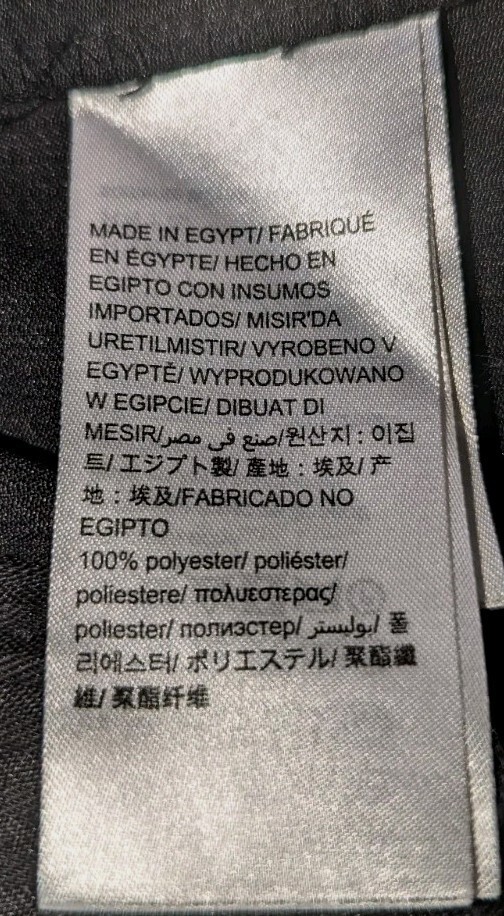 MADE IN EGYPT/ FABRIQUÉ
EN ÉGYPTE/ HECHO EN
EGIPTO CON INSUMOS
IMPORTADOS/ MISIR'DA
URETILMISTIR/ VYROBENO V
EGYPTĚ/ WYPRODUKOWANO
W EGIPCIE/ DIBUAT DI
MESIR/صنع في مصر/원산지: 이집
트/ エジプト製/ 產地：埃及/ 产
地：埃及/FABRICADO NO
EGIPTO
100% polyester/ poliéster/
poliestere/ πολυεστερας/
poliester/ полиэстер/ بوليستر/ 폴
리에스터/ ポリエステル/ 聚酯纖
維/ 聚酯纤维